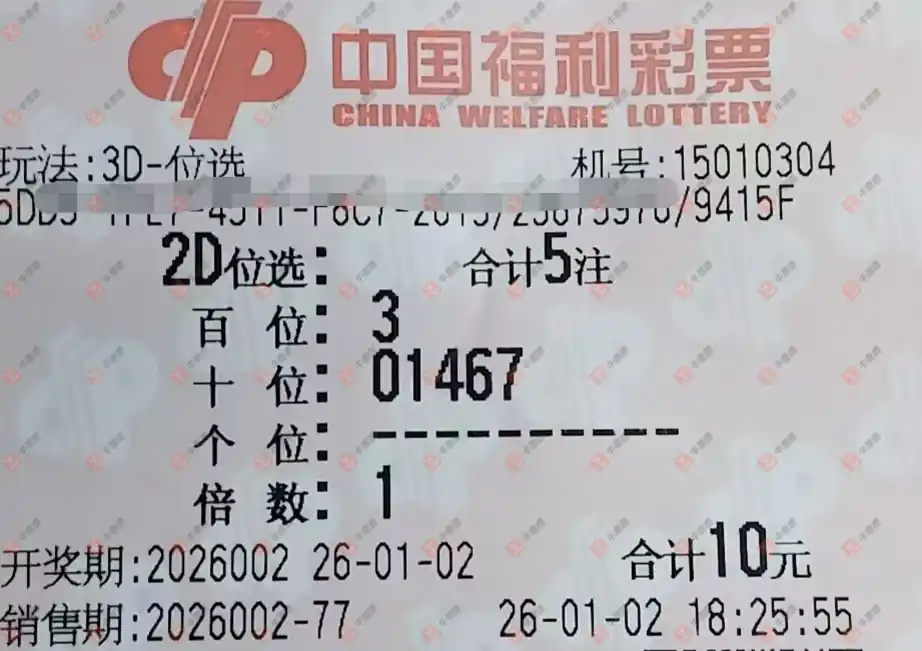 中国福利彩票
CHINA WELFARE LOTTERY
玩法:3D-位选 机号:15010304
/9415F
2D位选: 合计5注
百 位: 3
十 位: 01467
个 位: ----------
倍 数: 1
开奖期:2026002 26-01-02 合计10元
销售期:2026002-77 26-01-02 18:25:55